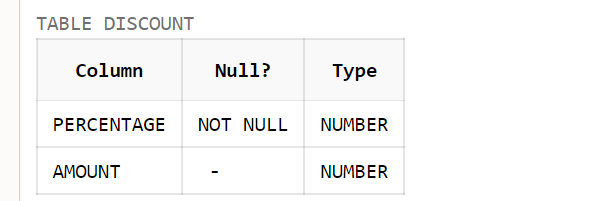 TABLE DISCOUNT
Column Null? Type
PERCENTAGE NOT NULL NUMBER
AMOUNT - NUMBER